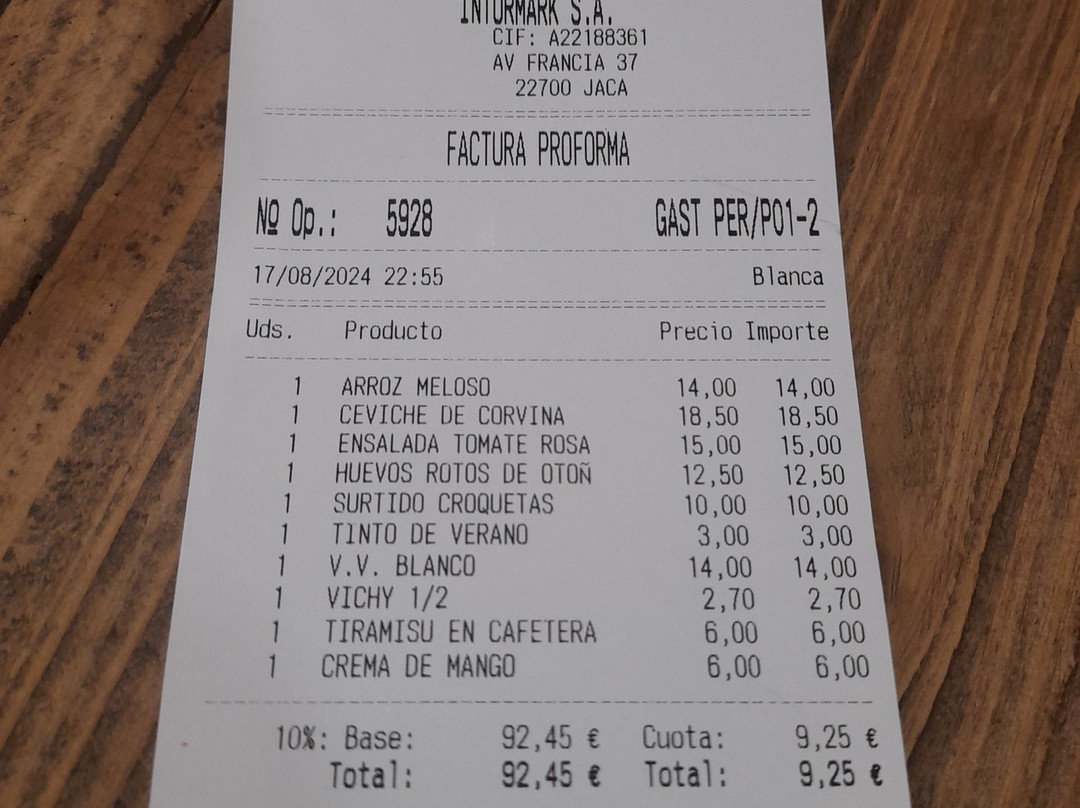 INTURMARK S.A.
CIF: A22188361
AV FRANCIA 37
22700 JACA
FACTURA PROFORMA
Nº Op.: 5928 GAST PER/P01-2
17/08/2024 22:55 Blanca
Uds. Producto Precio Importe
1 ARROZ MELOSO 14,00 14,00
1 CEVICHE DE CORVINA 18,50 18,50
1 ENSALADA TOMATE ROSA 15,00 15,00
1 HUEVOS ROTOS DE OTOÑ 12,50 12,50
1 SURTIDO CROQUETAS 10,00 10,00
1 TINTO DE VERANO 3,00 3,00
1 V.V. BLANCO 14,00 14,00
1 VICHY 1/2 2,70 2,70
1 TIRAMISU EN CAFETERA 6,00 6,00
1 CREMA DE MANGO 6,00 6,00
10%: Base: 92,45 € Cuota: 9,25 €
Total: 92,45 € Total: 9,25 €